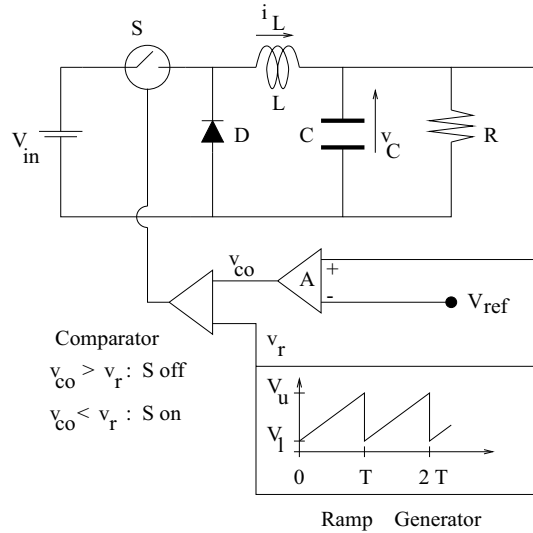 S
i_L
L
V_in
D
C
v_C
R
v_co
A
+
-
V_ref
Comparator
v_r
v_co > v_r : S off
v_co < v_r : S on
V_u
V_l
0 T 2 T
Ramp Generator